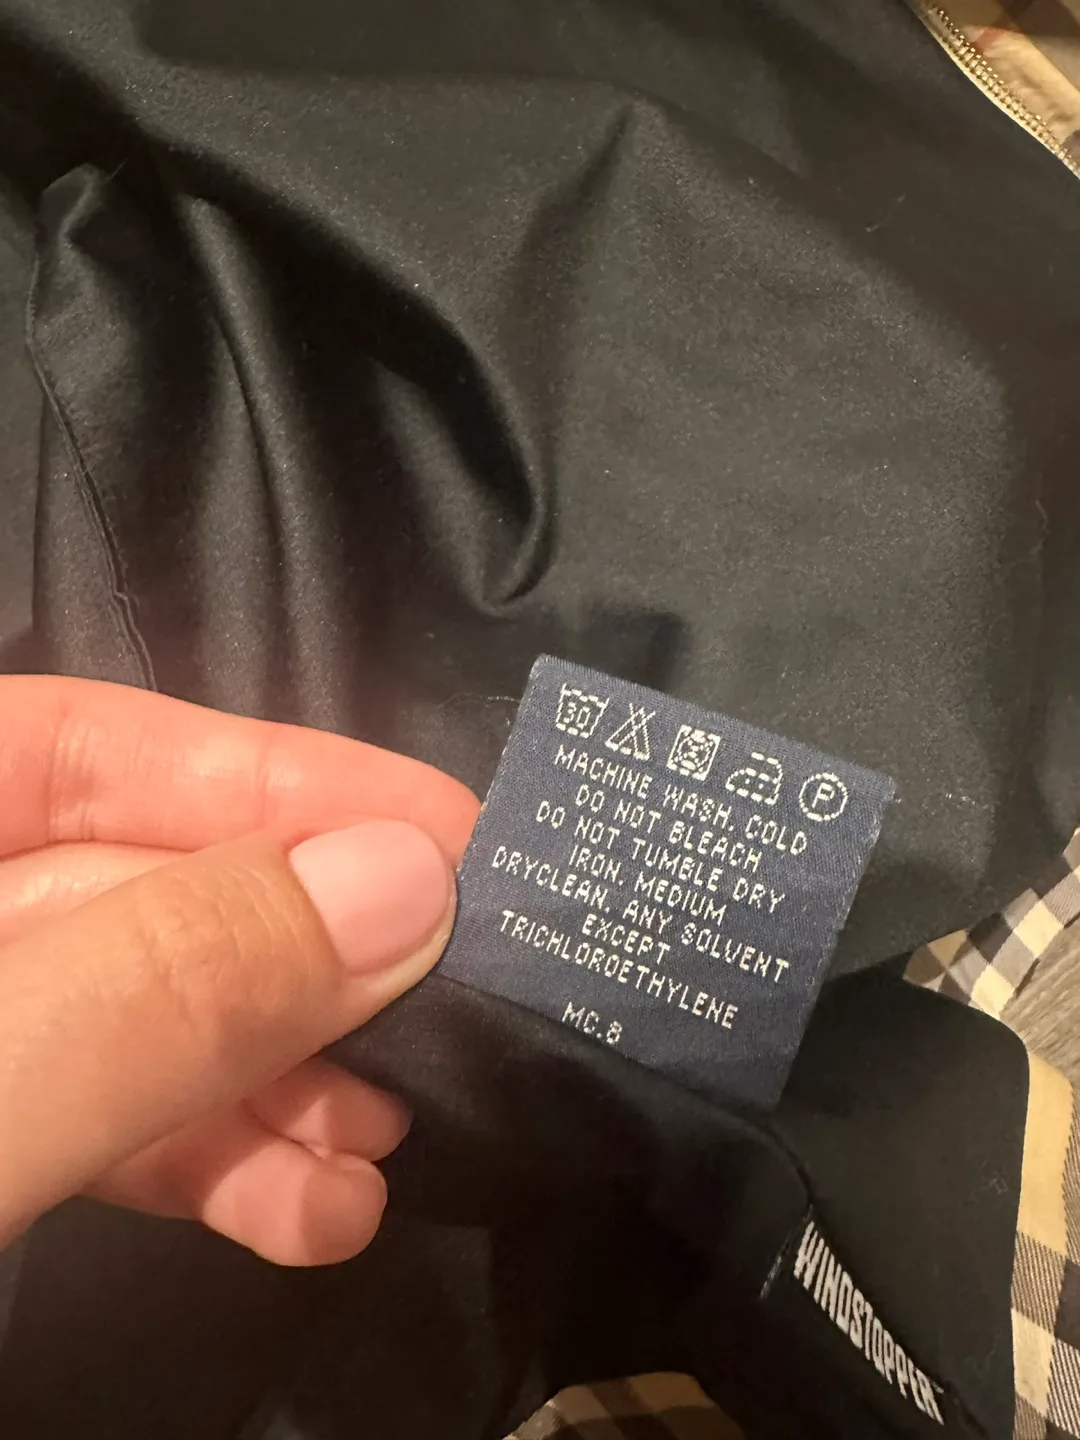 30
P
MACHINE WASH, COLD
DO NOT BLEACH
DO NOT TUMBLE DRY
IRON, MEDIUM
DRYCLEAN, ANY SOLVENT
EXCEPT
TRICHLOROETHYLENE
MC.8
WINDSTOPPER